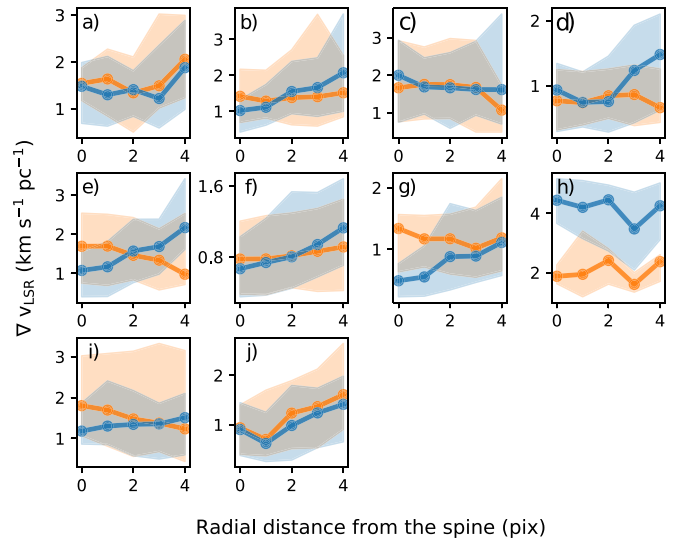 a) b) c) d)
3 2 1
3 2 1
3 2 1
2 1
0 2 4 0 2 4 0 2 4 0 2 4
e) f) g) h)
3 2 1
1.6 0.8
2 1
4 2
0 2 4 0 2 4 0 2 4 0 2 4
i) j)
3 2 1
2 1
0 2 4 0 2 4
∇ vLSR (km s⁻¹ pc⁻¹)
Radial distance from the spine (pix)